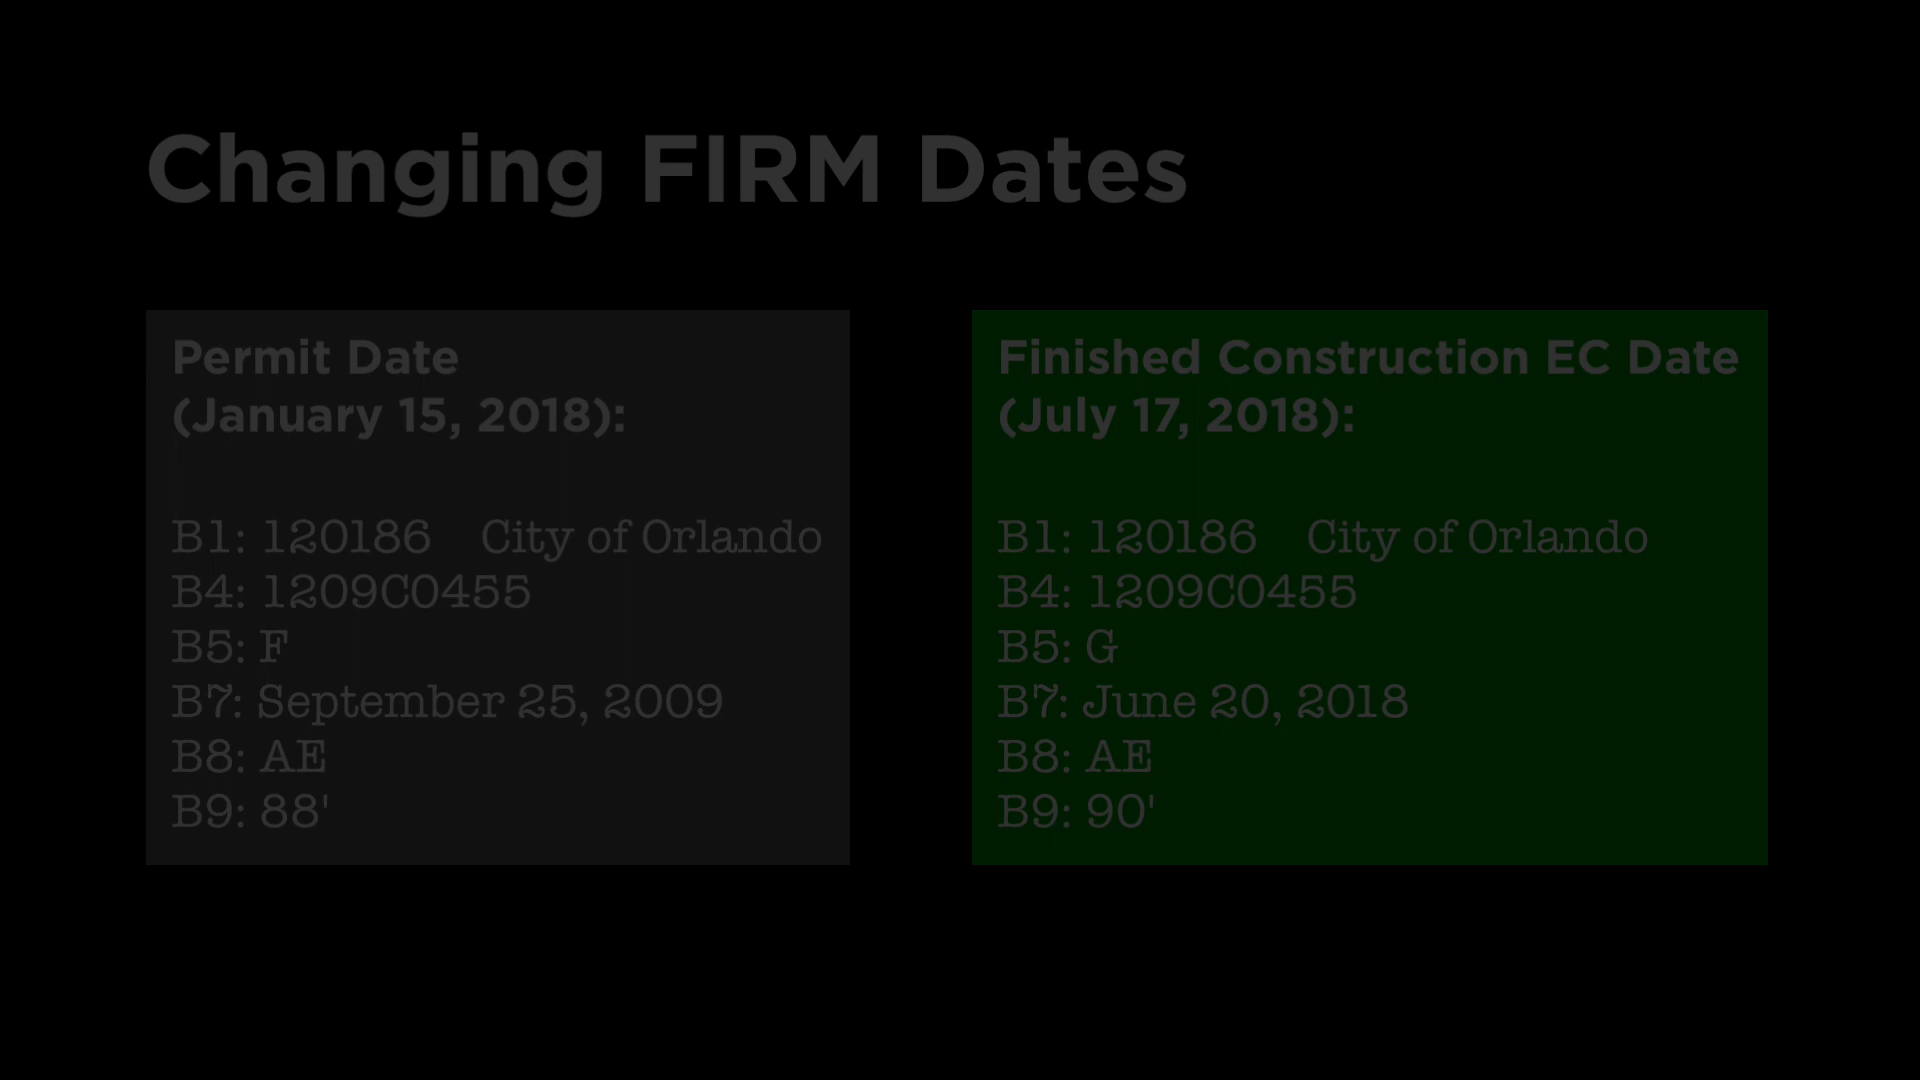 Changing FIRM Dates
Permit Date
(January 15, 2018):
B1: 120186 City of Orlando
B4: 1209C0455
B5: F
B7: September 25, 2009
B8: AE
B9: 88'
Finished Construction EC Date
(July 17, 2018):
B1: 120186 City of Orlando
B4: 1209C0455
B5: G
B7: June 20, 2018
B8: AE
B9: 90'